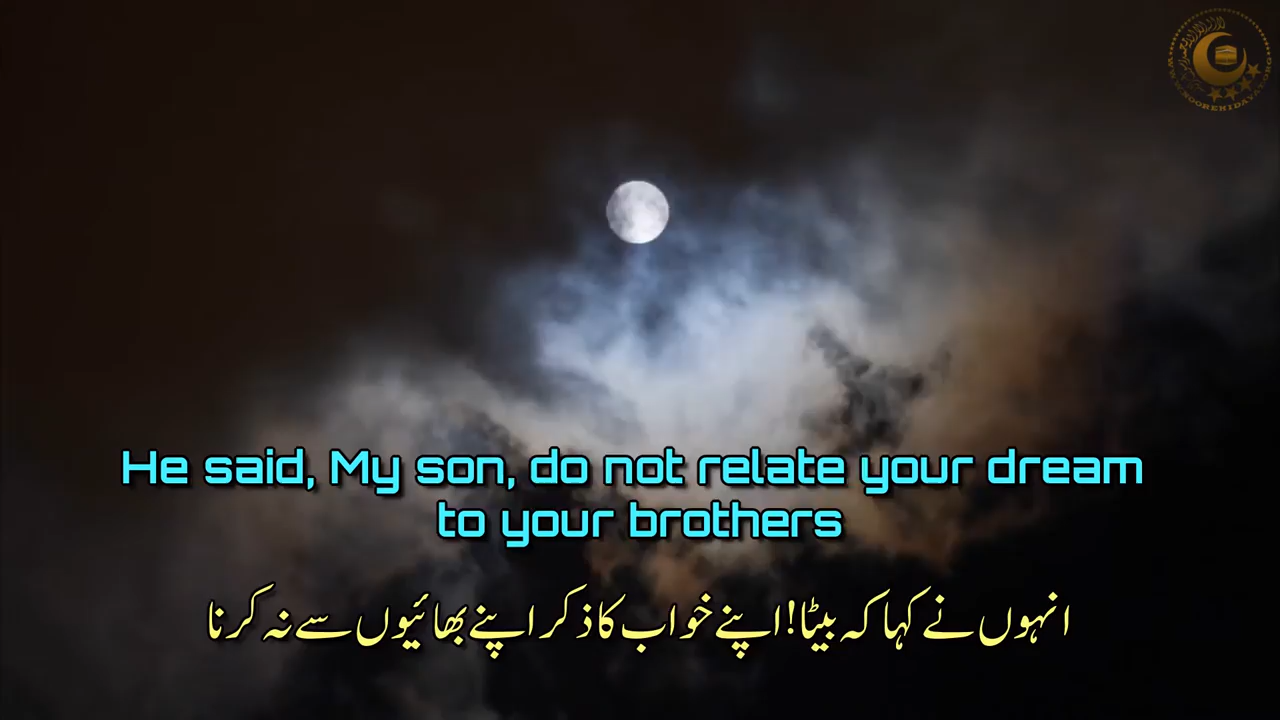 He said, My son, do not relate your dream
to your brothers
انہوں نے کہا کہ بیٹا! اپنے خواب کا ذکر اپنے بھائیوں سے نہ کرنا